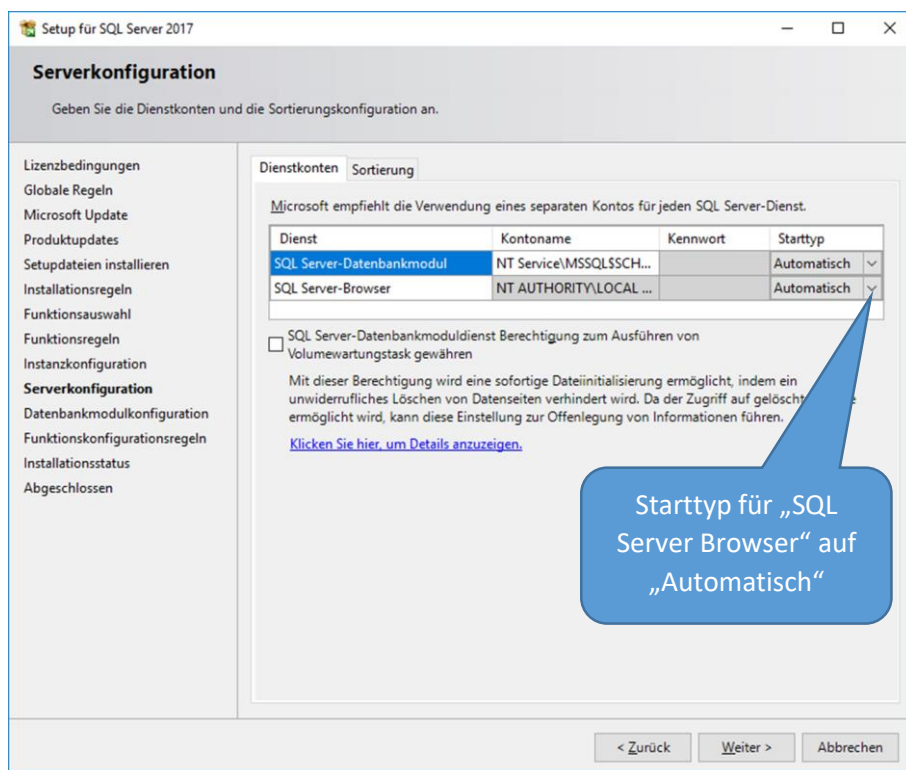 Setup für SQL Server 2017
Serverkonfiguration
Geben Sie die Dienstkonten und die Sortierungskonfiguration an.
Lizenzbedingungen
Globale Regeln
Microsoft Update
Produktupdates
Setupdateien installieren
Installationsregeln
Funktionsauswahl
Funktionsregeln
Instanzkonfiguration
Serverkonfiguration
Datenbankmodulkonfiguration
Funktionskonfigurationsregeln
Installationsstatus
Abgeschlossen
Dienstkonten Sortierung
Microsoft empfiehlt die Verwendung eines separaten Kontos für jeden SQL Server-Dienst.
Dienst Kontoname Kennwort Starttyp
SQL Server-Datenbankmodul NT Service\MSSQL$SCH... Automatisch
SQL Server-Browser NT AUTHORITY\LOCAL ... Automatisch
SQL Server-Datenbankmoduldienst Berechtigung zum Ausführen von
Volumewartungstask gewähren
Mit dieser Berechtigung wird eine sofortige Dateiinitialisierung ermöglicht, indem ein
unwiderrufliches Löschen von Datenseiten verhindert wird. Da der Zugriff auf gelöscht
ermöglicht wird, kann diese Einstellung zur Offenlegung von Informationen führen.
Klicken Sie hier, um Details anzuzeigen.
Starttyp für „SQL
Server Browser“ auf
„Automatisch“
< Zurück Weiter > Abbrechen